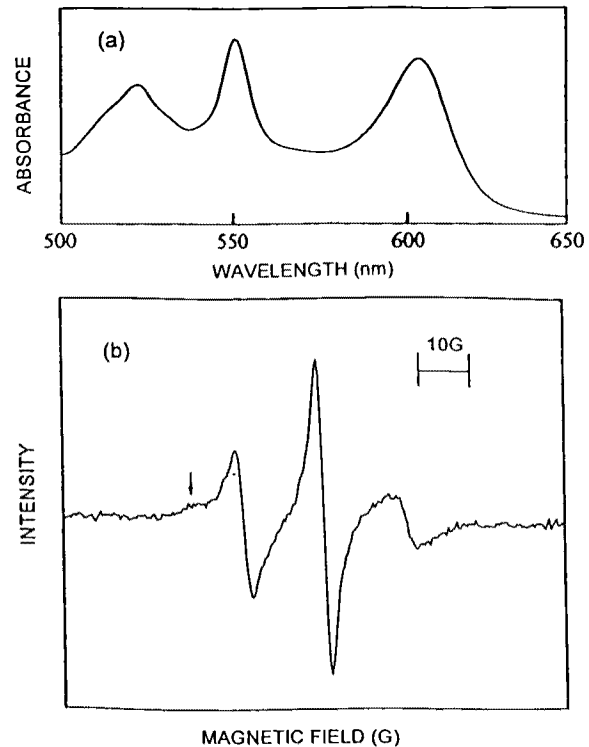 (a)
ABSORBANCE
500 550 600 650
WAVELENGTH (nm)
(b)
10G
INTENSITY
MAGNETIC FIELD (G)